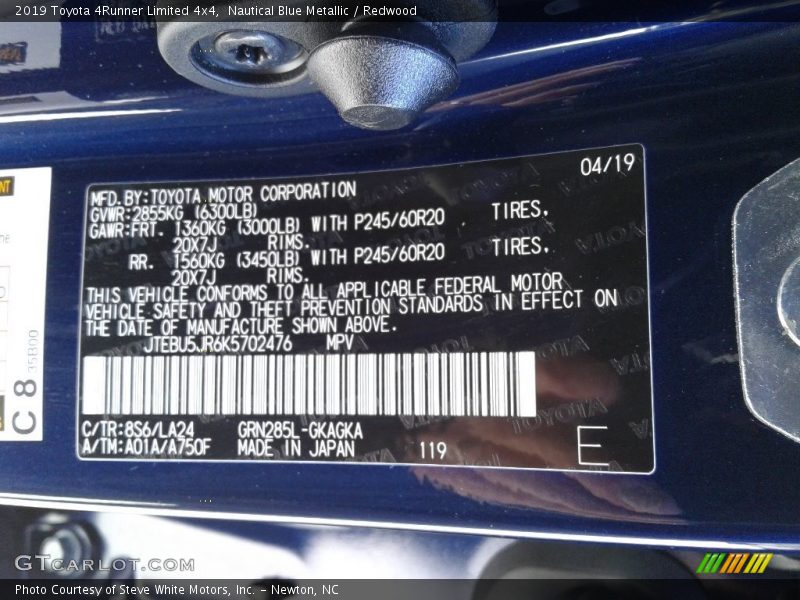 2019 Toyota 4Runner Limited 4x4, Nautical Blue Metallic / Redwood
04/19
MFD.BY:TOYOTA MOTOR CORPORATION
GVWR:2855KG (6300LB)
GAWR:FRT. 1360KG (3000LB) WITH P245/60R20 TIRES,
20X7J RIMS.
RR. 1560KG (3450LB) WITH P245/60R20 TIRES,
20X7J RIMS.
THIS VEHICLE CONFORMS TO ALL APPLICABLE FEDERAL MOTOR
VEHICLE SAFETY AND THEFT PREVENTION STANDARDS IN EFFECT ON
THE DATE OF MANUFACTURE SHOWN ABOVE.
JTEBU5JR6K5702476 MPV
C/TR:8S6/LA24 GRN285L-GKAGKA
A/TM:A01A/A750F MADE IN JAPAN 119
E
C 8 35B00
GTCARLOT.COM
Photo Courtesy of Steve White Motors, Inc. – Newton, NC